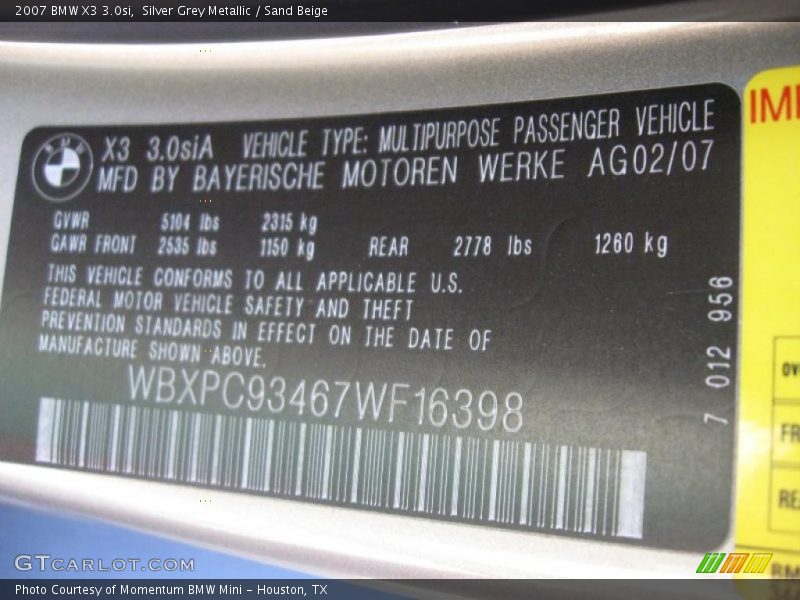 2007 BMW X3 3.0si, Silver Grey Metallic / Sand Beige
BMW
X3 3.0siA VEHICLE TYPE: MULTIPURPOSE PASSENGER VEHICLE
MFD BY BAYERISCHE MOTOREN WERKE AG02/07
GVWR 5104 lbs 2315 kg
GAWR FRONT 2535 lbs 1150 kg REAR 2778 lbs 1260 kg
THIS VEHICLE CONFORMS TO ALL APPLICABLE U.S.
FEDERAL MOTOR VEHICLE SAFETY AND THEFT
PREVENTION STANDARDS IN EFFECT ON THE DATE OF
MANUFACTURE SHOWN ABOVE.
WBXPC93467WF16398
7 012 956
GTCARLOT.COM
Photo Courtesy of Momentum BMW Mini - Houston, TX